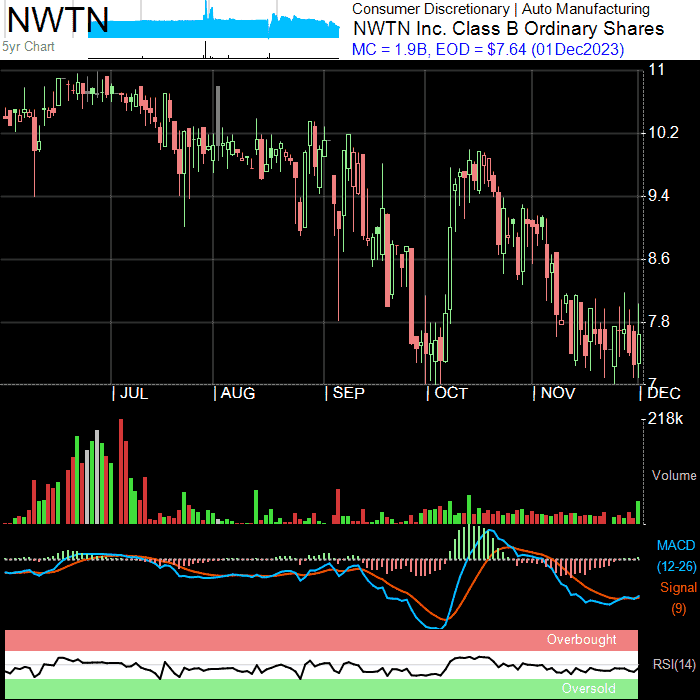 NWTN
5yr Chart
Consumer Discretionary | Auto Manufacturing
NWTN Inc. Class B Ordinary Shares
MC = 1.9B, EOD = $7.64 (01Dec2023)
11
10.2
9.4
8.6
7.8
7
| JUL | AUG | SEP | OCT | NOV | DEC
218k
Volume
MACD
(12-26)
Signal
(9)
Overbought
RSI(14)
Oversold